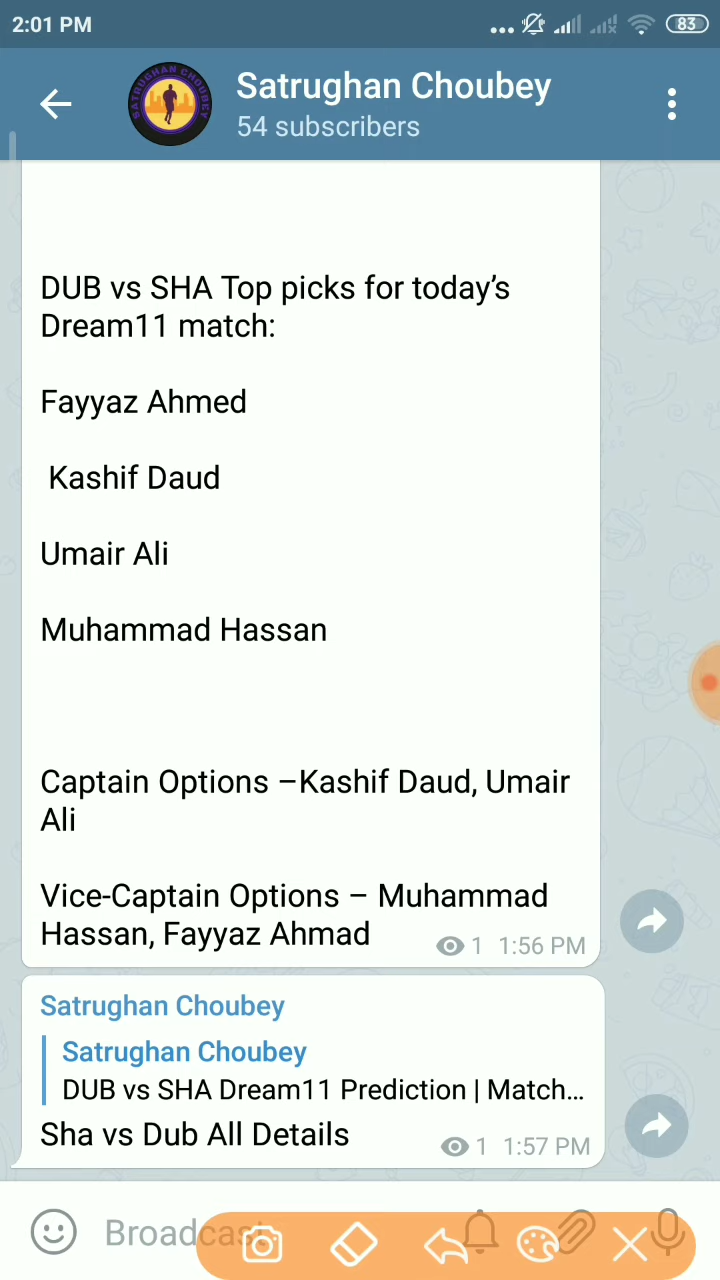 2:01 PM
83
Satrughan Choubey
54 subscribers
SATRUGHAN CHOUBEY
DUB vs SHA Top picks for today’s
Dream11 match:
Fayyaz Ahmed
Kashif Daud
Umair Ali
Muhammad Hassan
Captain Options –Kashif Daud, Umair
Ali
Vice-Captain Options – Muhammad
Hassan, Fayyaz Ahmad
1 1:56 PM
Satrughan Choubey
Satrughan Choubey
DUB vs SHA Dream11 Prediction | Match...
Sha vs Dub All Details
1 1:57 PM
Broadcast